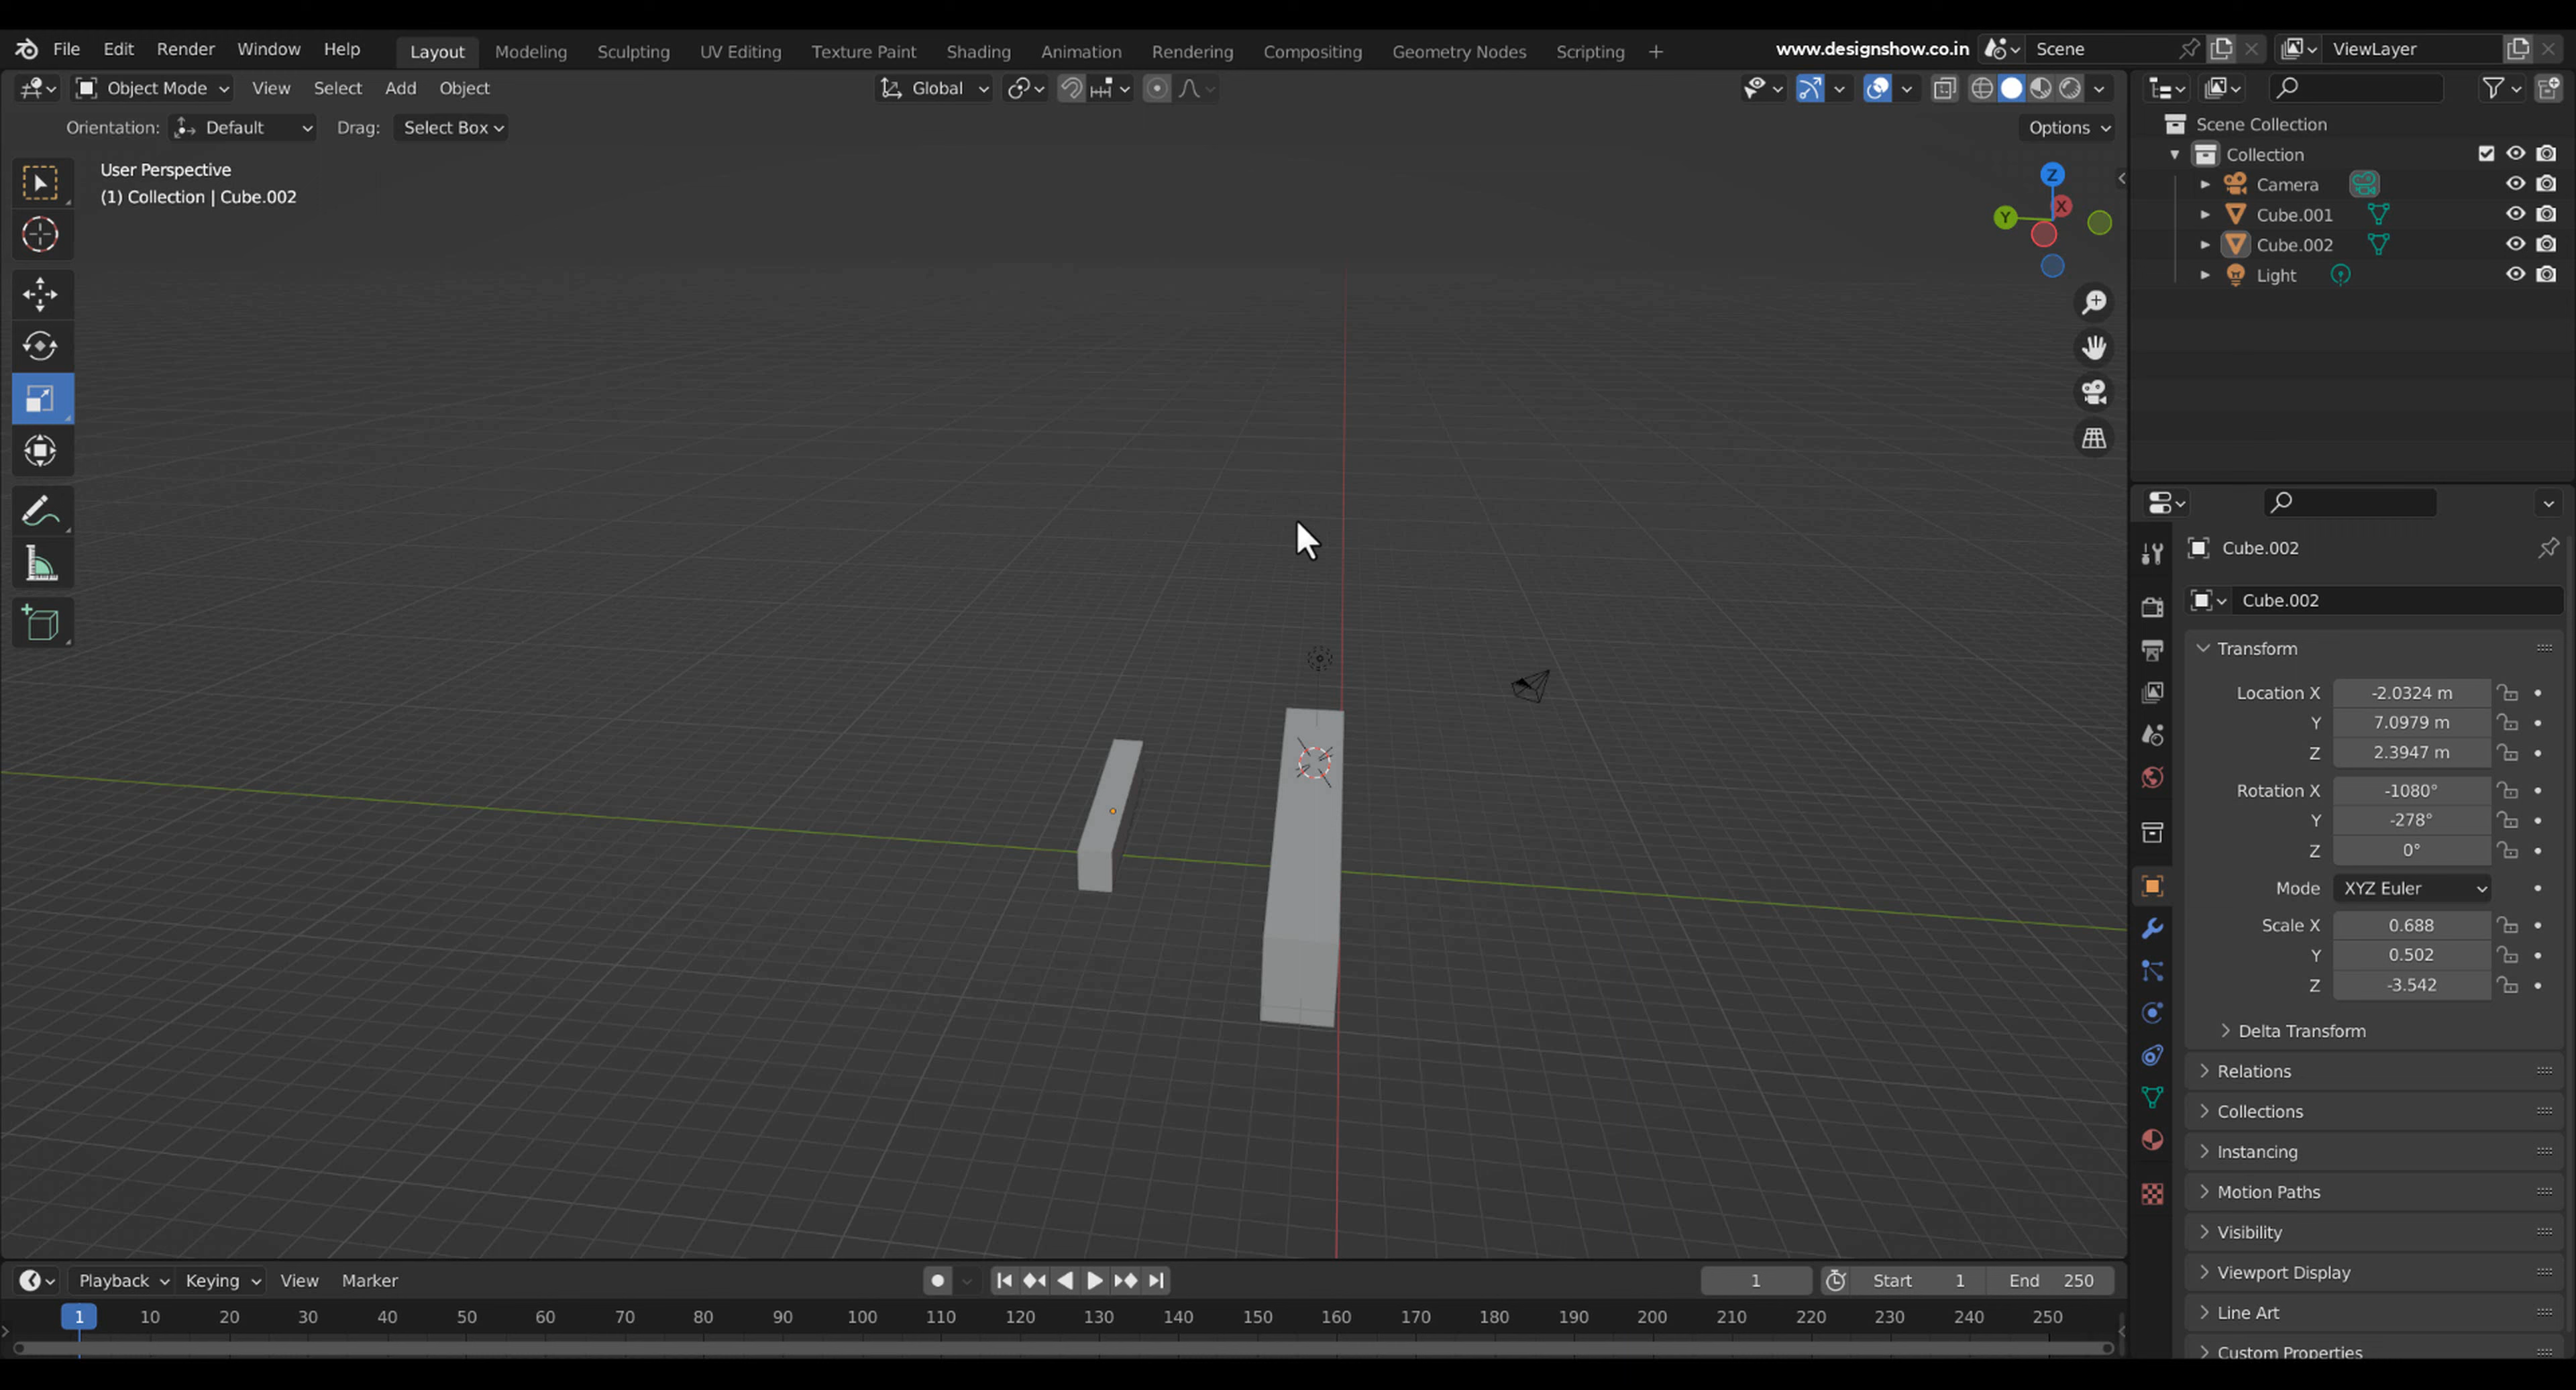 File Edit Render Window Help Layout Modeling Sculpting UV Editing Texture Paint Shading Animation Rendering Compositing Geometry Nodes Scripting + www.designshow.co.in Scene ViewLayer
Object Mode View Select Add Object Global
Orientation: Default Drag: Select Box Options
User Perspective
(1) Collection | Cube.002
Z
Y X
Scene Collection
Collection
Camera
Cube.001
Cube.002
Light
Cube.002
Cube.002
Transform
Location X -2.0324 m
Y 7.0979 m
Z 2.3947 m
Rotation X -1080°
Y -278°
Z 0°
Mode XYZ Euler
Scale X 0.688
Y 0.502
Z -3.542
Delta Transform
Relations
Collections
Instancing
Motion Paths
Visibility
Viewport Display
Line Art
Custom Properties
Playback Keying View Marker 1 Start 1 End 250
1 10 20 30 40 50 60 70 80 90 100 110 120 130 140 150 160 170 180 190 200 210 220 230 240 250